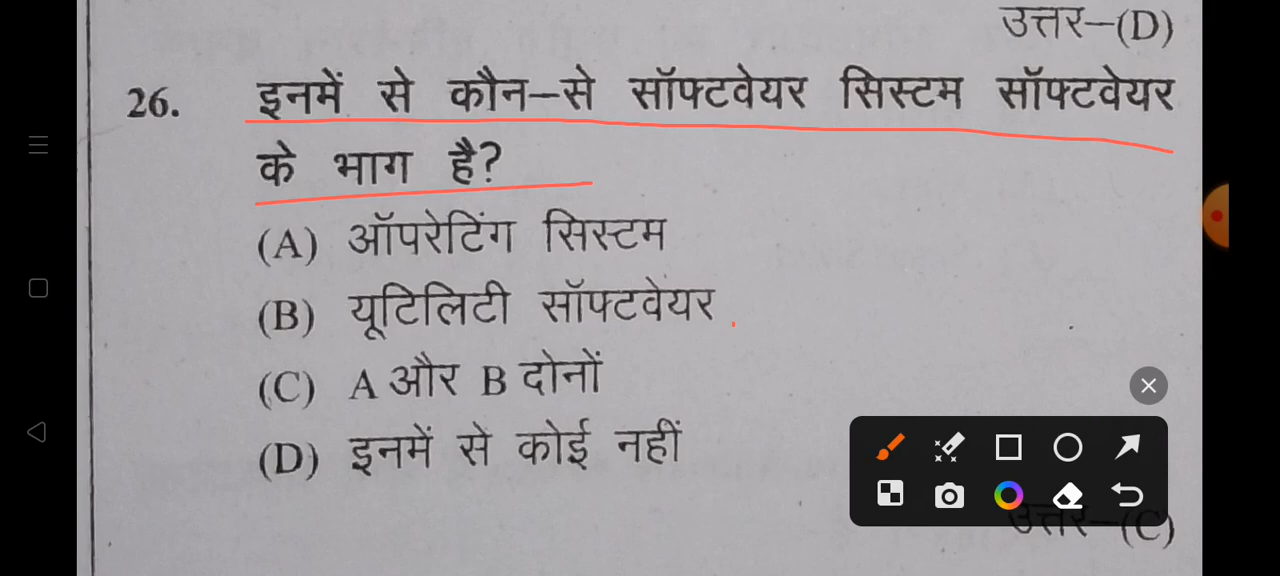 उत्तर–(D)
26. इनमें से कौन–से सॉफ्टवेयर सिस्टम सॉफ्टवेयर
के भाग है?
(A) ऑपरेटिंग सिस्टम
(B) यूटिलिटी सॉफ्टवेयर
(C) A और B दोनों
(D) इनमें से कोई नहीं
उत्तर–(C)